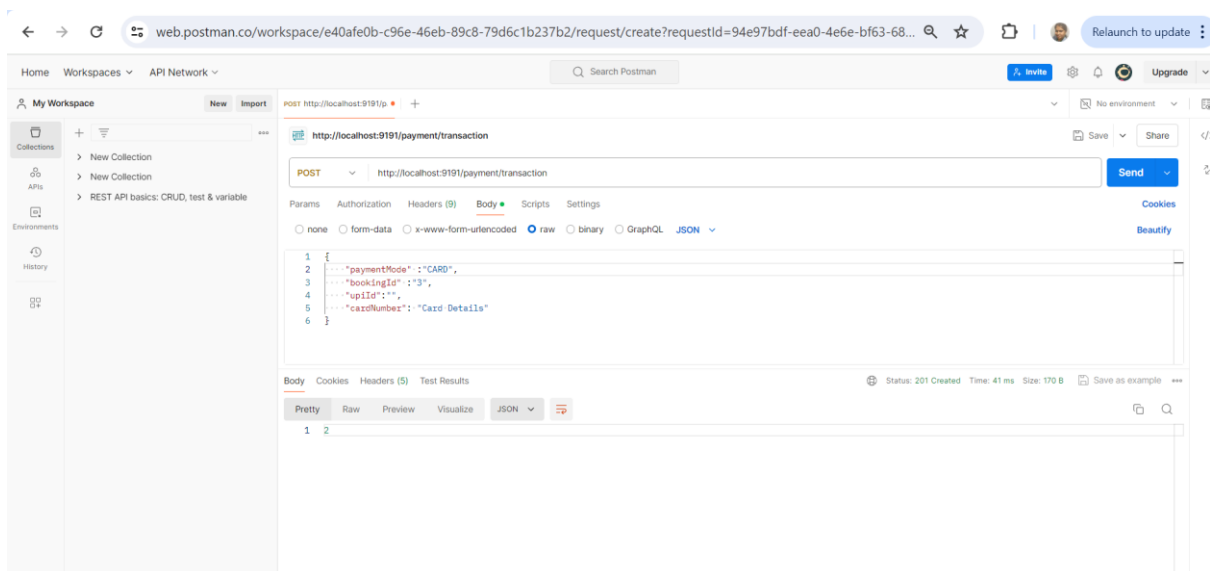 web.postman.co/workspace/e40afe0b-c96e-46eb-89c8-79d6c1b237b2/request/create?requestId=94e97bdf-eea0-4e6e-bf63-68...
Relaunch to update
Home Workspaces API Network Search Postman Invite Upgrade
My Workspace New Import POST http://localhost:9191/p No environment
Collections
New Collection
New Collection
REST API basics: CRUD, test & variable
APIs
Environments
History
HTTP http://localhost:9191/payment/transaction Save Share
POST http://localhost:9191/payment/transaction Send
Params Authorization Headers (9) Body Scripts Settings Cookies
none form-data x-www-form-urlencoded raw binary GraphQL JSON Beautify
1 {
2 "paymentMode" :"CARD",
3 "bookingId" :"3",
4 "upiId":"",
5 "cardNumber": "Card Details"
6 }
Body Cookies Headers (5) Test Results Status: 201 Created Time: 41 ms Size: 170 B Save as example
Pretty Raw Preview Visualize JSON
1 2